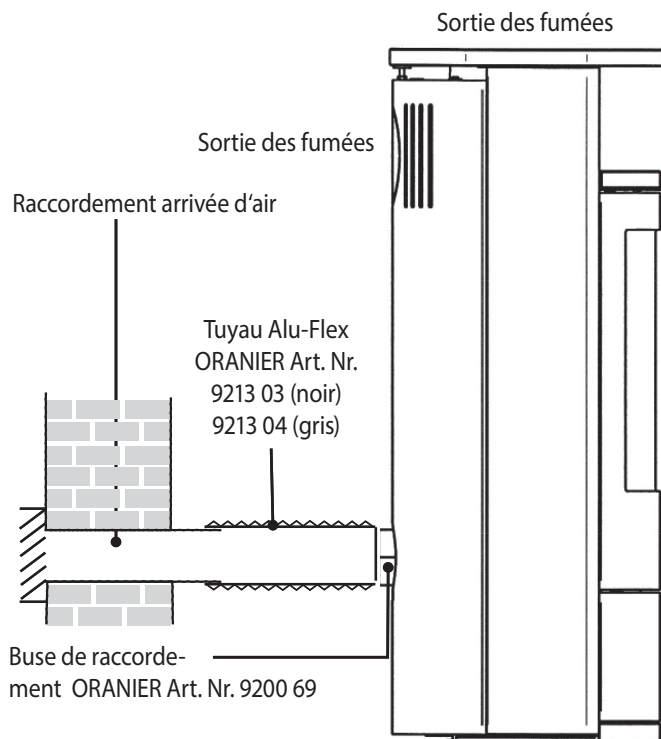 Sortie des fumées
Sortie des fumées
Raccordement arrivée d‘air
Tuyau Alu-Flex
ORANIER Art. Nr.
9213 03 (noir)
9213 04 (gris)
Buse de raccorde-
ment ORANIER Art. Nr. 9200 69